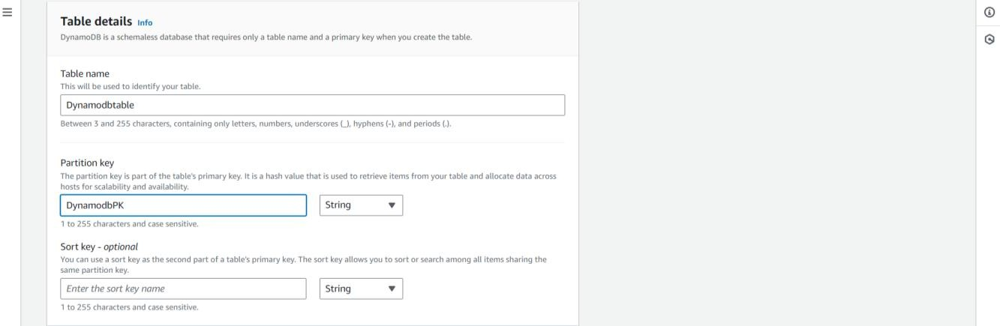 Table details Info
DynamoDB is a schemaless database that requires only a table name and a primary key when you create the table.
Table name
This will be used to identify your table.
Dynamodbtable
Between 3 and 255 characters, containing only letters, numbers, underscores (_), hyphens (-), and periods (.).
Partition key
The partition key is part of the table's primary key. It is a hash value that is used to retrieve items from your table and allocate data across
hosts for scalability and availability.
DynamodbPK String
1 to 255 characters and case sensitive.
Sort key - optional
You can use a sort key as the second part of a table's primary key. The sort key allows you to sort or search among all items sharing the
same partition key.
Enter the sort key name String
1 to 255 characters and case sensitive.